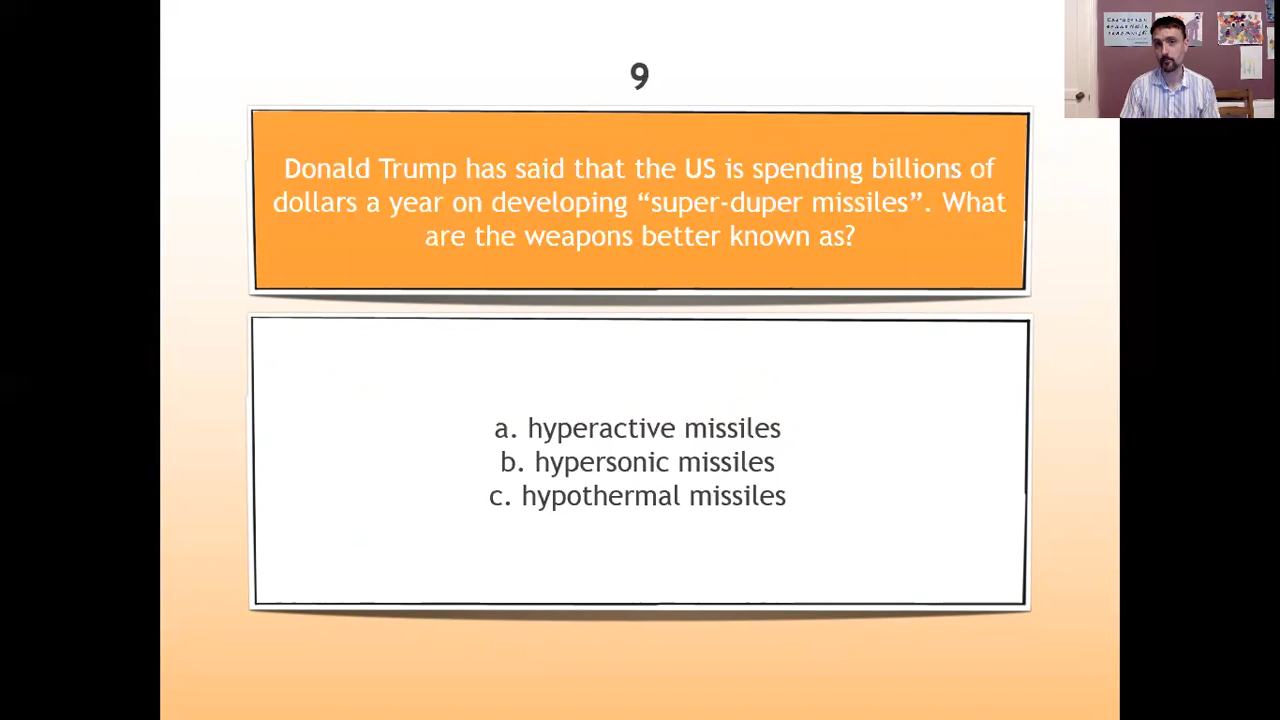 9
Donald Trump has said that the US is spending billions of
dollars a year on developing “super-duper missiles”. What
are the weapons better known as?
a. hyperactive missiles
b. hypersonic missiles
c. hypothermal missiles